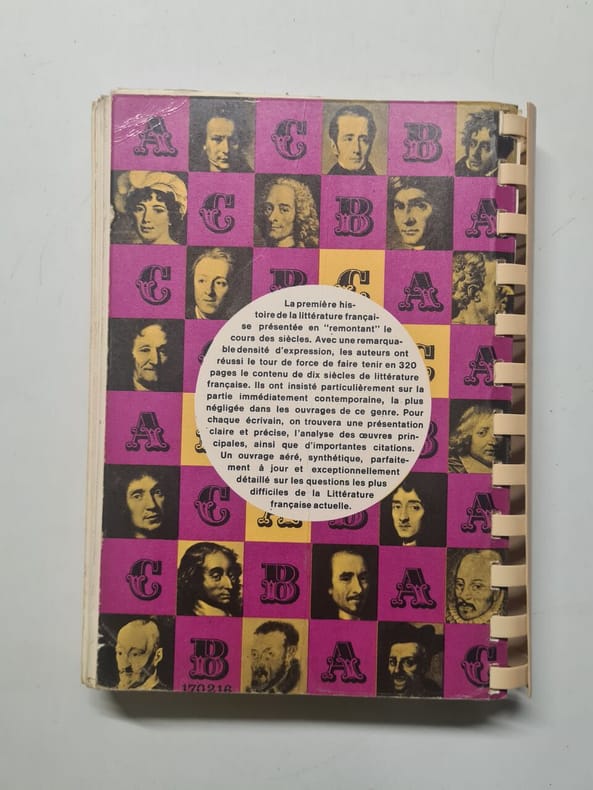 A C B
C B A
C B C A
La première his-
toire de la littérature françai-
se présentée en "remontant" le
cours des siècles. Avec une remarqua-
ble densité d'expression, les auteurs ont
réussi le tour de force de faire tenir en 320
pages le contenu de dix siècles de littérature
française. Ils ont insisté particulièrement sur la
partie immédiatement contemporaine, la plus
négligée dans les ouvrages de ce genre. Pour
chaque écrivain, on trouvera une présentation
claire et précise, l'analyse des œuvres prin-
cipales, ainsi que d'importantes citations.
Un ouvrage aéré, synthétique, parfaite-
ment à jour et exceptionnellement
détaillé sur les questions les plus
difficiles de la Littérature
française actuelle.
A
A
C A A
C B A
B A C
170216